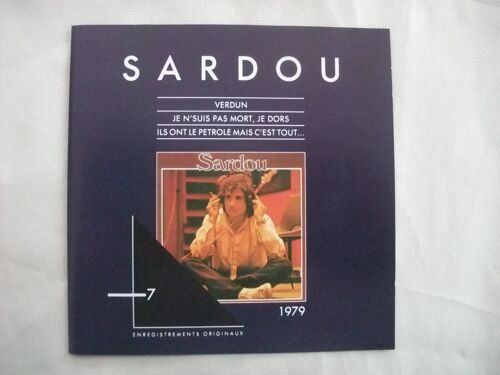 SARDOU
VERDUN
JE N'SUIS PAS MORT, JE DORS
ILS ONT LE PETROLE MAIS C'EST TOUT...
Sardou
7
1979
ENREGISTREMENTS ORIGINAUX